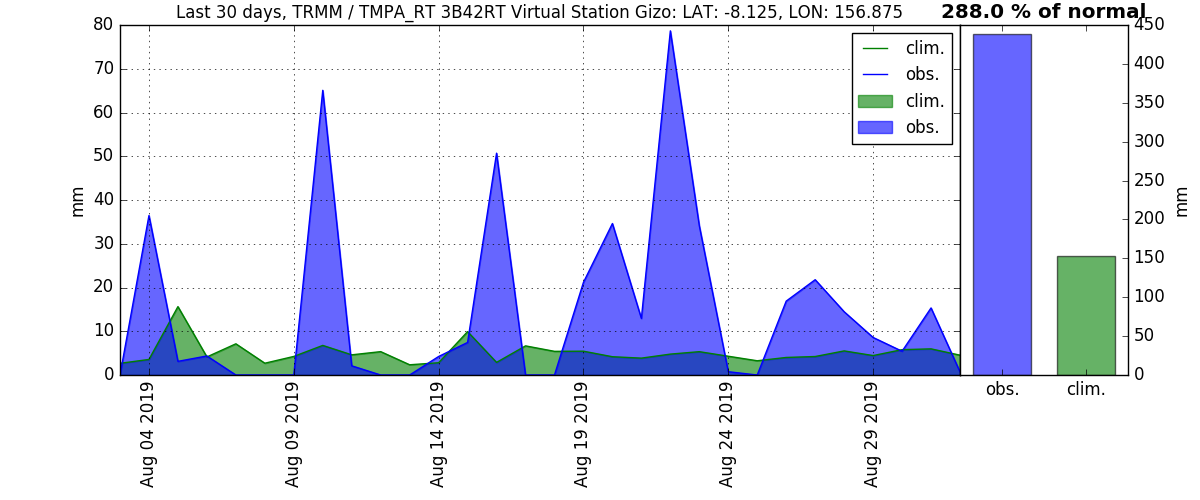 Last 30 days, TRMM / TMPA_RT 3B42RT Virtual Station Gizo: LAT: -8.125, LON: 156.875
288.0 % of normal
80
70
60
50
40
30
20
10
0
mm
clim.
obs.
clim.
obs.
Aug 04 2019
Aug 09 2019
Aug 14 2019
Aug 19 2019
Aug 24 2019
Aug 29 2019
450
400
350
300
250
200
150
100
50
0
mm
obs.
clim.